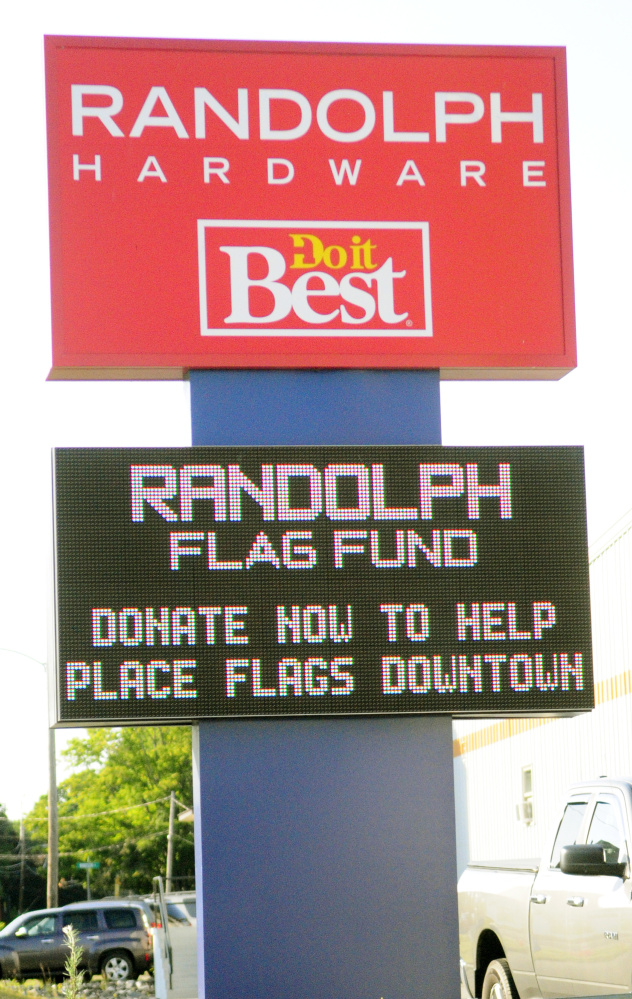 RANDOLPH
HARDWARE
Do it
Best®
RANDOLPH
FLAG FUND
DONATE NOW TO HELP
PLACE FLAGS DOWNTOWN